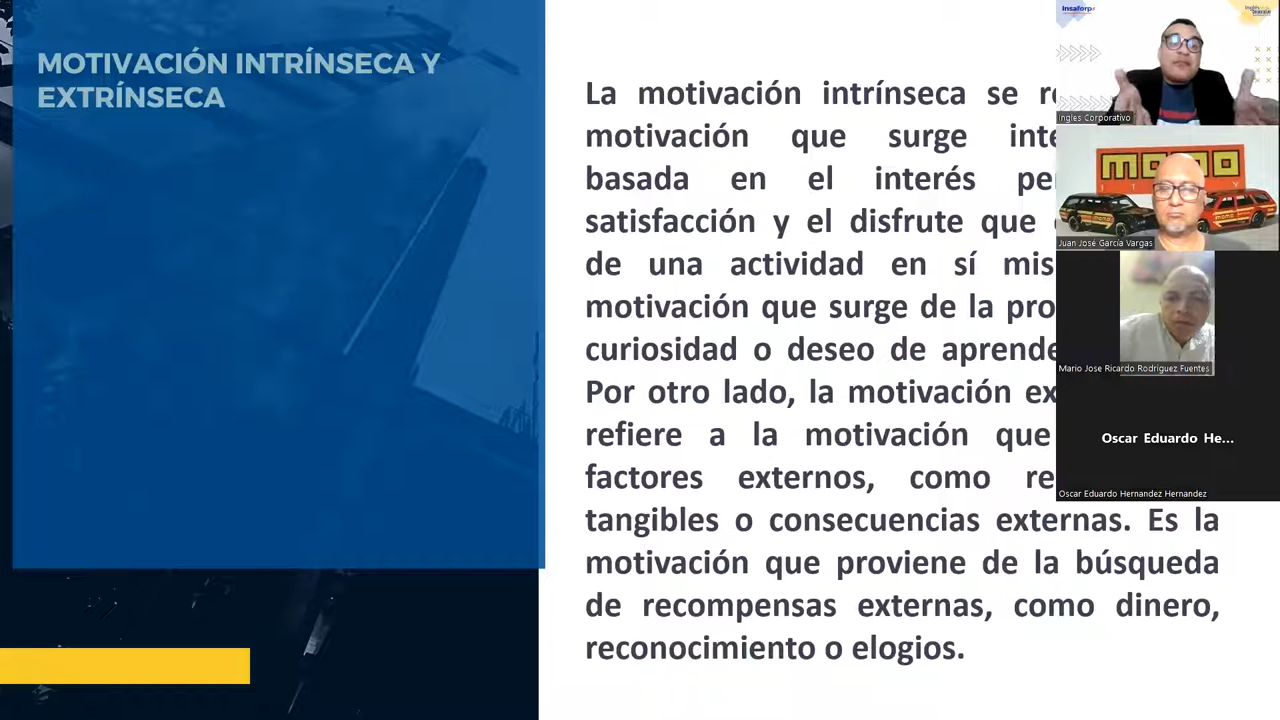 MOTIVACIÓN INTRÍNSECA Y
EXTRÍNSECA
La motivación intrínseca se
motivación que surge
basada en el interés
satisfacción y el disfrute que
de una actividad en sí
motivación que surge de la
curiosidad o deseo de
Por otro lado, la motivación
refiere a la motivación que
factores externos, como
tangibles o consecuencias externas. Es la
motivación que proviene de la búsqueda
de recompensas externas, como dinero,
reconocimiento o elogios.
insaforp
Ingles Corporativo
momo
ITALY
Juan José García Vargas
Mario Jose Ricardo Rodriguez Fuentes
Oscar Eduardo He...
Oscar Eduardo Hernandez Hernandez